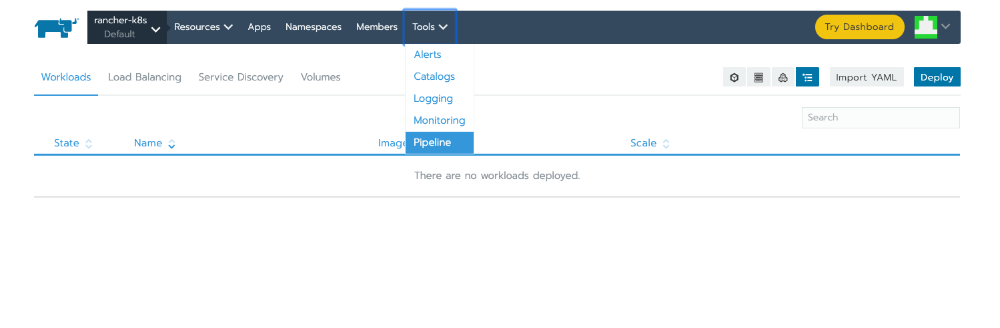 rancher-k8s
Default
Resources Apps Namespaces Members Tools Try Dashboard
Alerts
Catalogs
Logging
Monitoring
Pipeline
Workloads Load Balancing Service Discovery Volumes Import YAML Deploy
Search
State Name Image Scale
There are no workloads deployed.